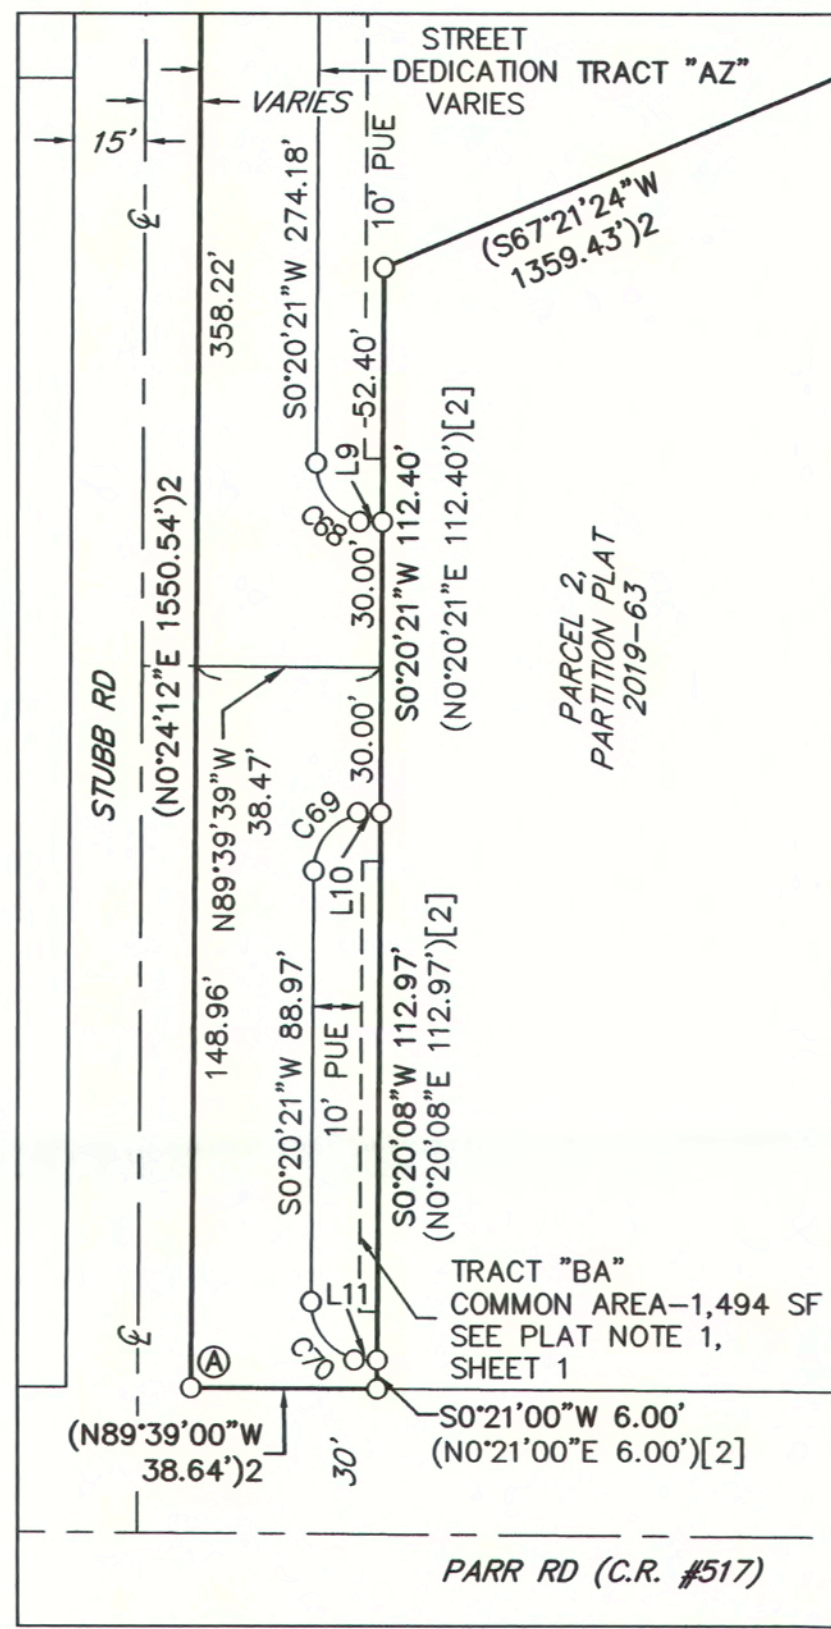 STREET
DEDICATION TRACT "AZ"
VARIES
VARIES
15'
10' PUE
(S67°21'24"W
1359.43')2
S0°20'21"W 274.18'
358.22'
52.40'
L9
C68
30.00'
S0°20'21"W 112.40'
(N0°20'21"E 112.40')[2]
PARCEL 2,
PARTITION PLAT
2019-63
(N0°24'12"E 1550.54')2
STUBB RD
N89°39'39"W
38.47'
30.00'
C69
L10
148.96'
S0°20'21"W 88.97'
10' PUE
S0°20'08"W 112.97'
(N0°20'08"E 112.97')[2]
TRACT "BA"
COMMON AREA-1,494 SF
SEE PLAT NOTE 1,
SHEET 1
L11
C70
A
S0°21'00"W 6.00'
(N0°21'00"E 6.00')[2]
(N89°39'00"W
38.64')2
30'
PARR RD (C.R. #517)